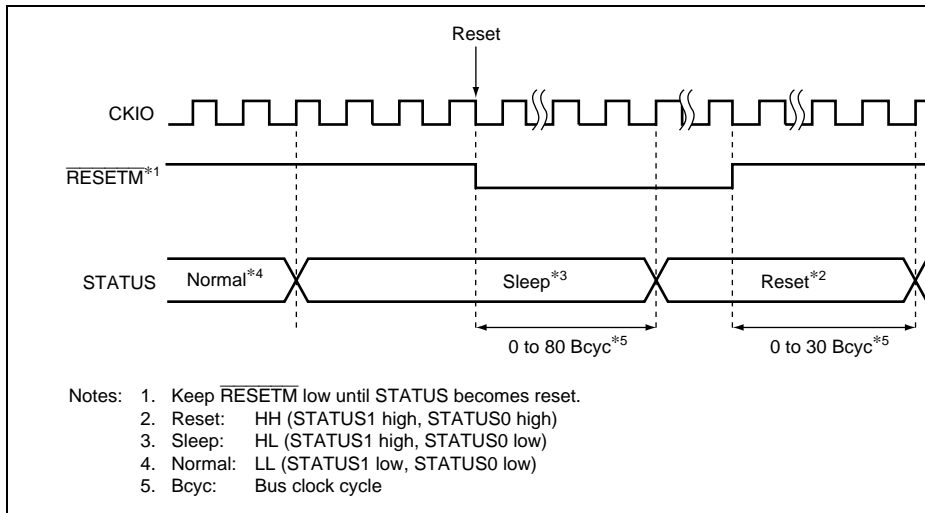 Reset
CKIO
RESETM*1
STATUS
Normal*4
Sleep*3
Reset*2
0 to 80 Bcyc*5
0 to 30 Bcyc*5
Notes: 1. Keep RESETM low until STATUS becomes reset.
2. Reset: HH (STATUS1 high, STATUS0 high)
3. Sleep: HL (STATUS1 high, STATUS0 low)
4. Normal: LL (STATUS1 low, STATUS0 low)
5. Bcyc: Bus clock cycle